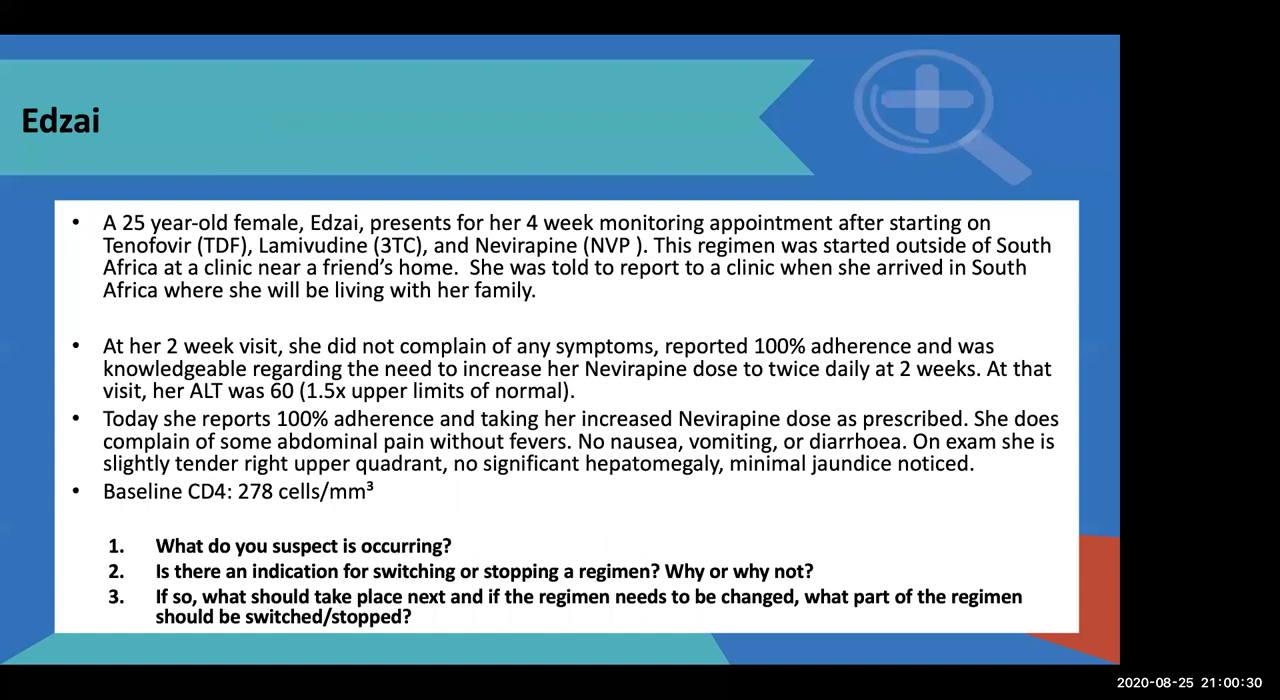 Edzai
• A 25 year-old female, Edzai, presents for her 4 week monitoring appointment after starting on
Tenofovir (TDF), Lamivudine (3TC), and Nevirapine (NVP ). This regimen was started outside of South
Africa at a clinic near a friend's home.  She was told to report to a clinic when she arrived in South
Africa where she will be living with her family.
• At her 2 week visit, she did not complain of any symptoms, reported 100% adherence and was
knowledgeable regarding the need to increase her Nevirapine dose to twice daily at 2 weeks. At that
visit, her ALT was 60 (1.5x upper limits of normal).
• Today she reports 100% adherence and taking her increased Nevirapine dose as prescribed. She does
complain of some abdominal pain without fevers. No nausea, vomiting, or diarrhoea. On exam she is
slightly tender right upper quadrant, no significant hepatomegaly, minimal jaundice noticed.
• Baseline CD4: 278 cells/mm³
1. What do you suspect is occurring?
2. Is there an indication for switching or stopping a regimen? Why or why not?
3. If so, what should take place next and if the regimen needs to be changed, what part of the regimen
should be switched/stopped?
2020-08-25 21:00:30